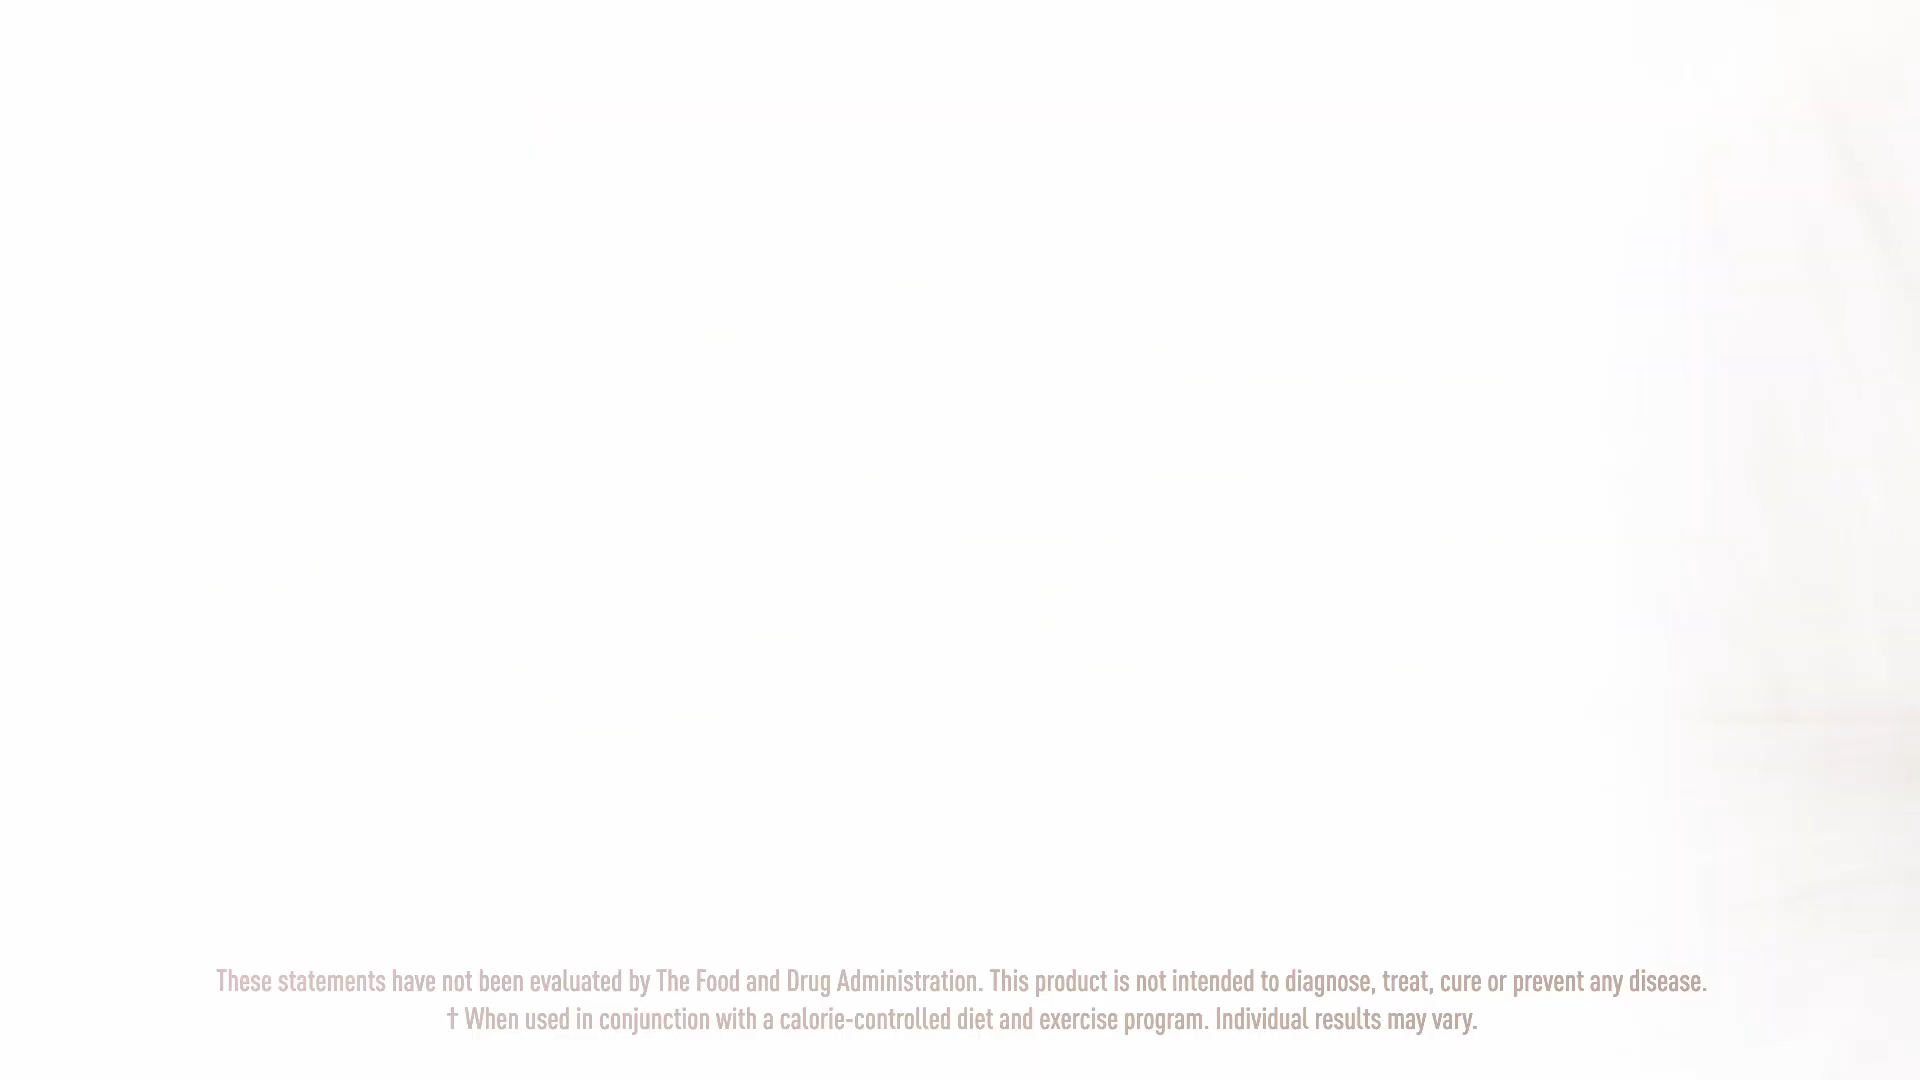 These statements have not been evaluated by The Food and Drug Administration. This product is not intended to diagnose, treat, cure or prevent any disease.
† When used in conjunction with a calorie-controlled diet and exercise program. Individual results may vary.